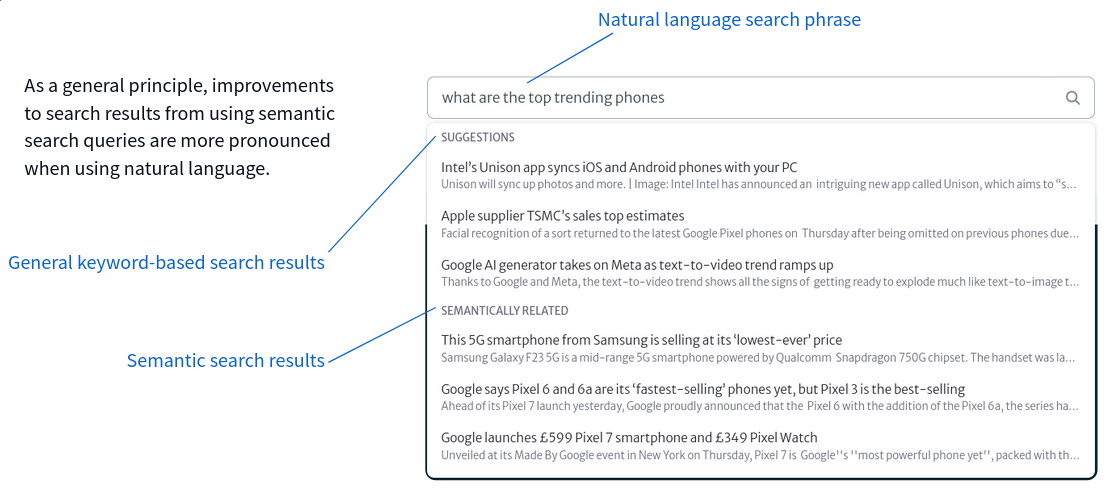 Natural language search phrase
As a general principle, improvements
to search results from using semantic
search queries are more pronounced
when using natural language.
what are the top trending phones
SUGGESTIONS
Intel’s Unison app syncs iOS and Android phones with your PC
Unison will sync up photos and more. | Image: Intel Intel has announced an intriguing new app called Unison, which aims to “s...
Apple supplier TSMC’s sales top estimates
Facial recognition of a sort returned to the latest Google Pixel phones on Thursday after being omitted on previous phones due...
General keyword-based search results
Google AI generator takes on Meta as text-to-video trend ramps up
Thanks to Google and Meta, the text-to-video trend shows all the signs of getting ready to explode much like text-to-image t...
SEMANTICALLY RELATED
This 5G smartphone from Samsung is selling at its ‘lowest-ever’ price
Samsung Galaxy F23 5G is a mid-range 5G smartphone powered by Qualcomm Snapdragon 750G chipset. The handset was la...
Semantic search results
Google says Pixel 6 and 6a are its ‘fastest-selling’ phones yet, but Pixel 3 is the best-selling
Ahead of its Pixel 7 launch yesterday, Google proudly announced that the Pixel 6 with the addition of the Pixel 6a, the series ha...
Google launches £599 Pixel 7 smartphone and £349 Pixel Watch
Unveiled at its Made By Google event in New York on Thursday, Pixel 7 is Google''s ''most powerful phone yet'', packed with th...